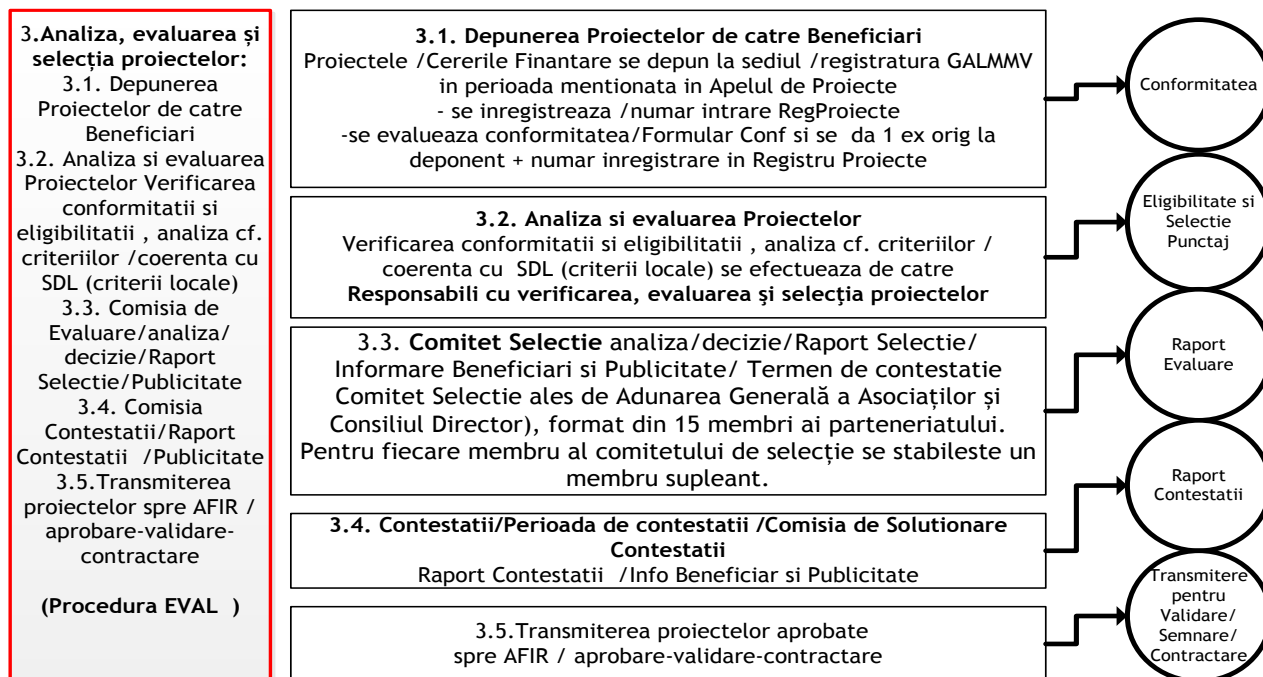 3.Analiza, evaluarea și
selecția proiectelor:
3.1. Depunerea
Proiectelor de catre
Beneficiari
3.2. Analiza si evaluarea
Proiectelor Verificarea
conformitatii si
eligibilitatii , analiza cf.
criteriilor /coerenta cu
SDL (criterii locale)
3.3. Comisia de
Evaluare/analiza/
decizie/Raport
Selectie/Publicitate
3.4. Comisia
Contestatii/Raport
Contestatii /Publicitate
3.5.Transmiterea
proiectelor spre AFIR /
aprobare-validare-
contractare
(Procedura EVAL )
3.1. Depunerea Proiectelor de catre Beneficiari
Proiectele /Cererile Finantare se depun la sediul /registratura GALMMV
in perioada mentionata in Apelul de Proiecte
- se inregistreaza /numar intrare RegProiecte
-se evalueaza conformitatea/Formular Conf si se da 1 ex orig la
deponent + numar inregistrare in Registru Proiecte
Conformitatea
3.2. Analiza si evaluarea Proiectelor
Verificarea conformitatii si eligibilitatii , analiza cf. criteriilor /
coerenta cu SDL (criterii locale) se efectueaza de catre
Responsabili cu verificarea, evaluarea şi selecţia proiectelor
Eligibilitate si
Selectie
Punctaj
3.3. Comitet Selectie analiza/decizie/Raport Selectie/
Informare Beneficiari si Publicitate/ Termen de contestatie
Comitet Selectie ales de Adunarea Generală a Asociaților și
Consiliul Director), format din 15 membri ai parteneriatului.
Pentru fiecare membru al comitetului de selecție se stabileste un
membru supleant.
Raport
Evaluare
3.4. Contestatii/Perioada de contestatii /Comisia de Solutionare
Contestatii
Raport Contestatii /Info Beneficiar si Publicitate
Raport
Contestatii
3.5.Transmiterea proiectelor aprobate
spre AFIR / aprobare-validare-contractare
Transmitere
pentru
Validare/
Semnare/
Contractare